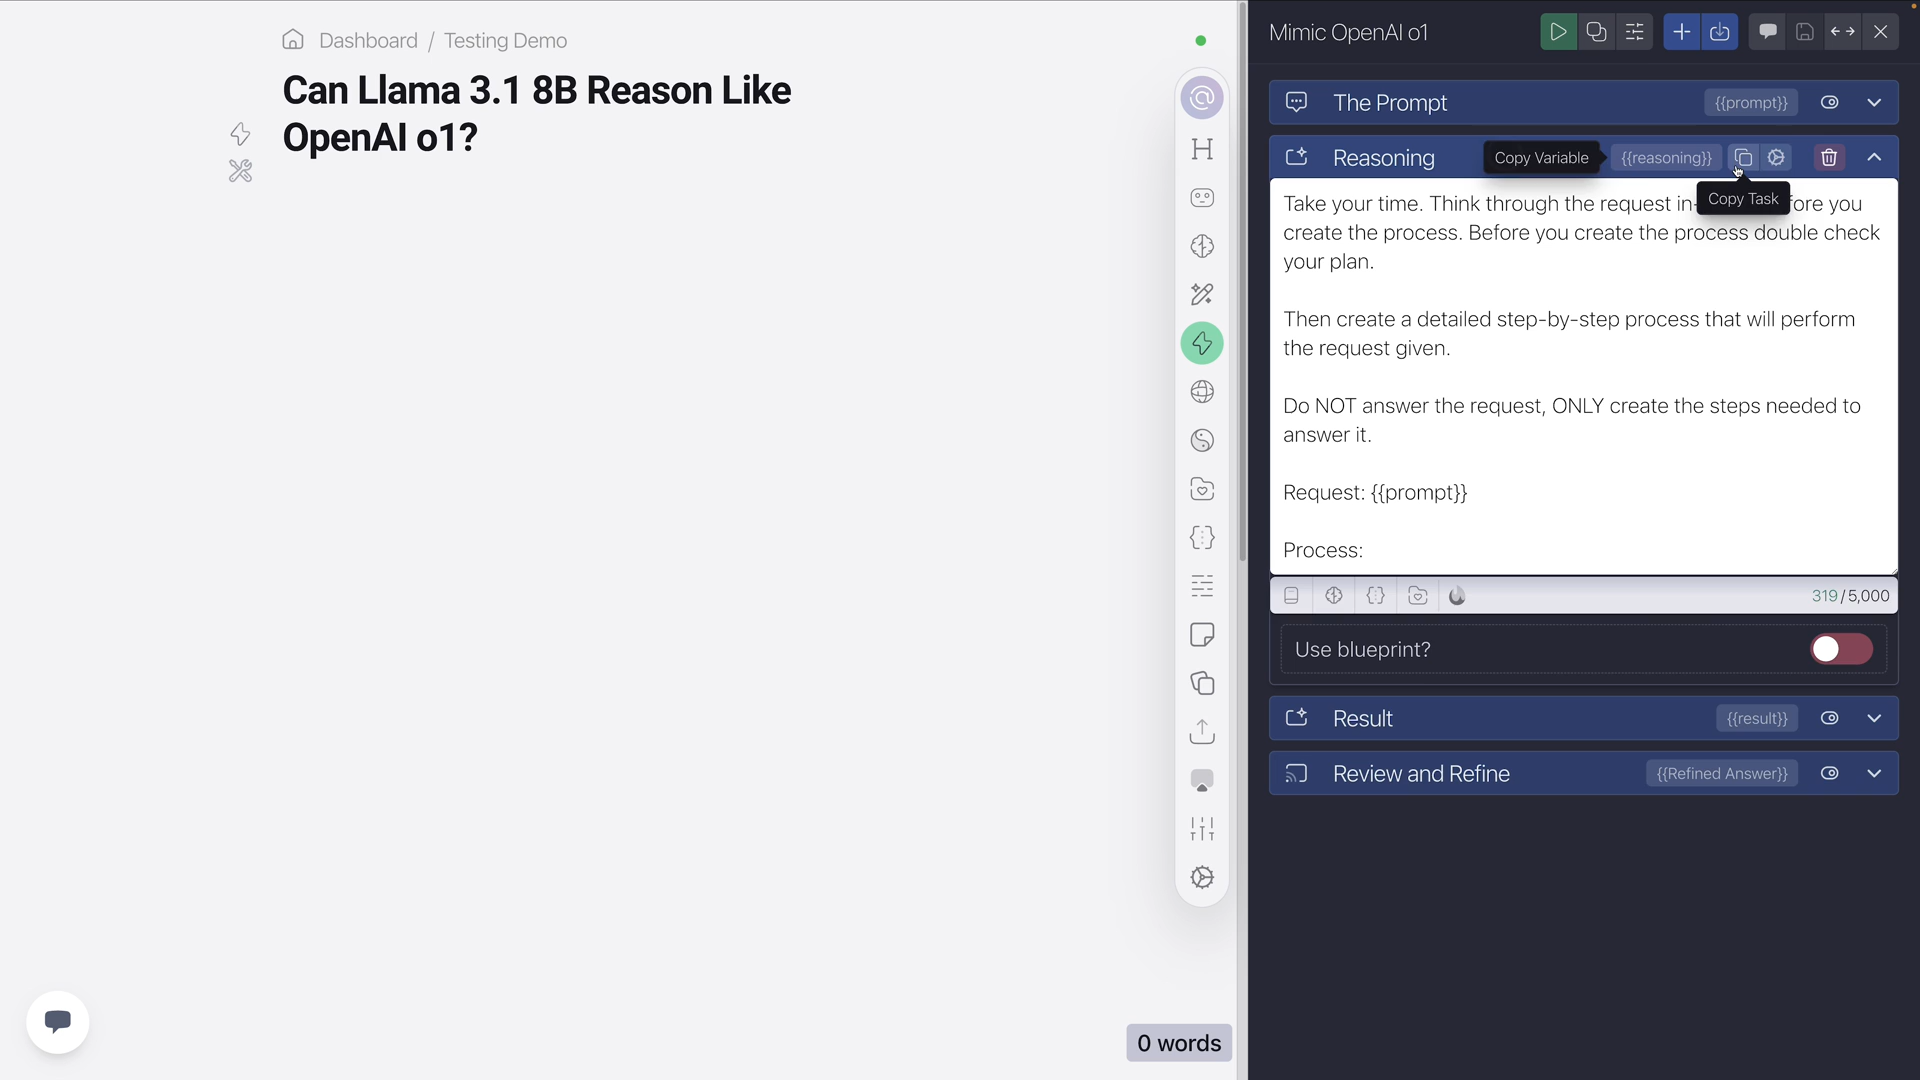 Dashboard / Testing Demo
Can Llama 3.1 8B Reason Like
OpenAI o1?
0 words
Mimic OpenAI o1
The Prompt {{prompt}}
Reasoning Copy Variable {{reasoning}}
Copy Task
Take your time. Think through the request in- fore you
create the process. Before you create the process double check
your plan.
Then create a detailed step-by-step process that will perform
the request given.
Do NOT answer the request, ONLY create the steps needed to
answer it.
Request: {{prompt}}
Process:
319/5,000
Use blueprint?
Result {{result}}
Review and Refine {{Refined Answer}}